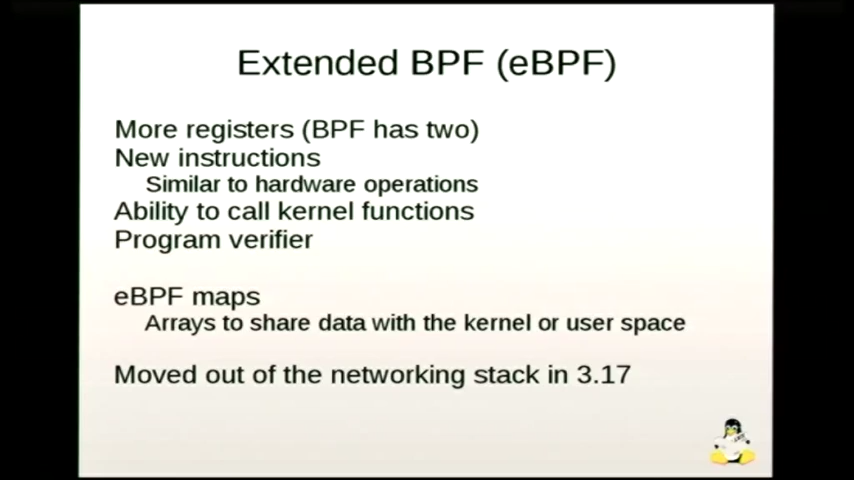 Extended BPF (eBPF)
More registers (BPF has two)
New instructions
Similar to hardware operations
Ability to call kernel functions
Program verifier
eBPF maps
Arrays to share data with the kernel or user space
Moved out of the networking stack in 3.17